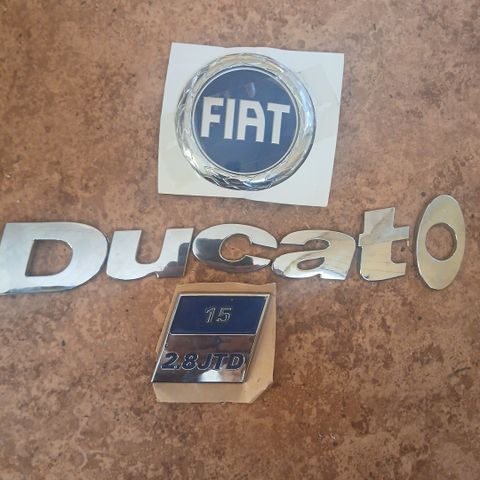 FIAT
Ducato
15
2.8JTD